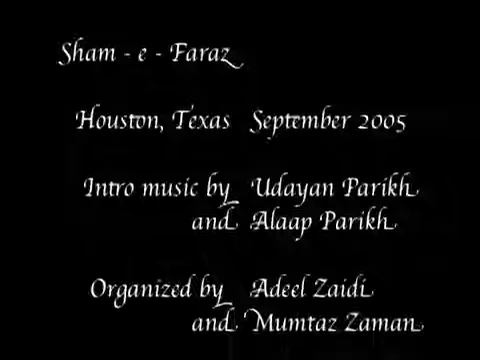 Sham - e - Faraz
Houston, Texas September 2005
Intro music by Udayan Parikh
and Alaap Parikh
Organized by Adeel Zaidi
and Mumtaz Zaman